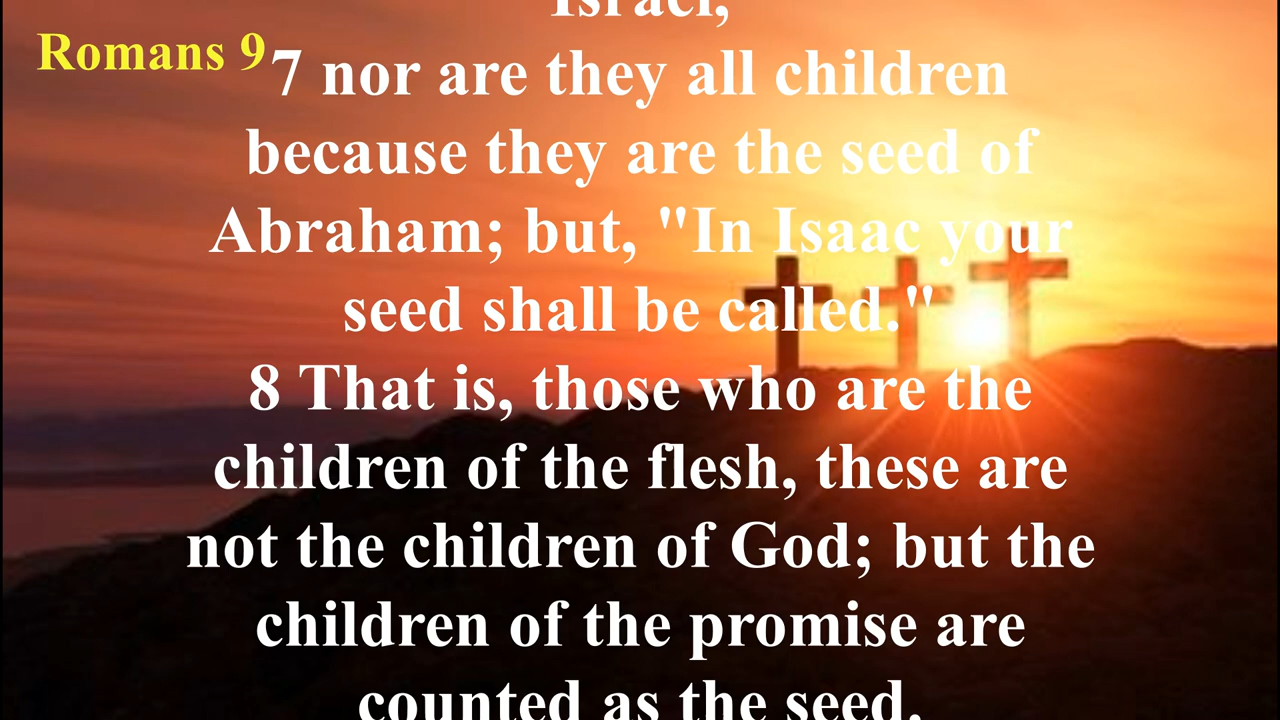 Israel,
Romans 9
7 nor are they all children
because they are the seed of
Abraham; but, "In Isaac your
seed shall be called."
8 That is, those who are the
children of the flesh, these are
not the children of God; but the
children of the promise are
counted as the seed.